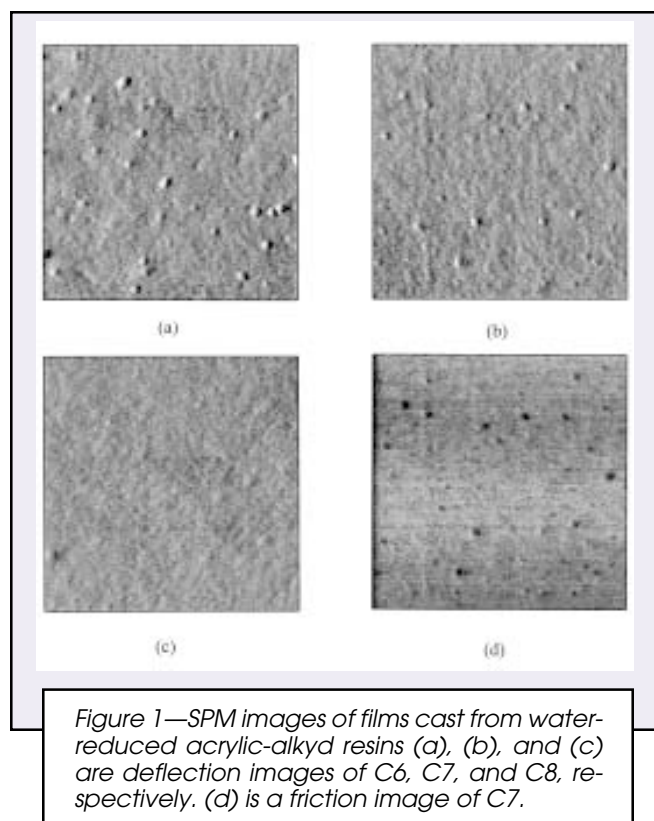 (a)
(b)
(c)
(d)
Figure 1—SPM images of films cast from water-
reduced acrylic-alkyd resins (a), (b), and (c)
are deflection images of C6, C7, and C8, re-
spectively. (d) is a friction image of C7.